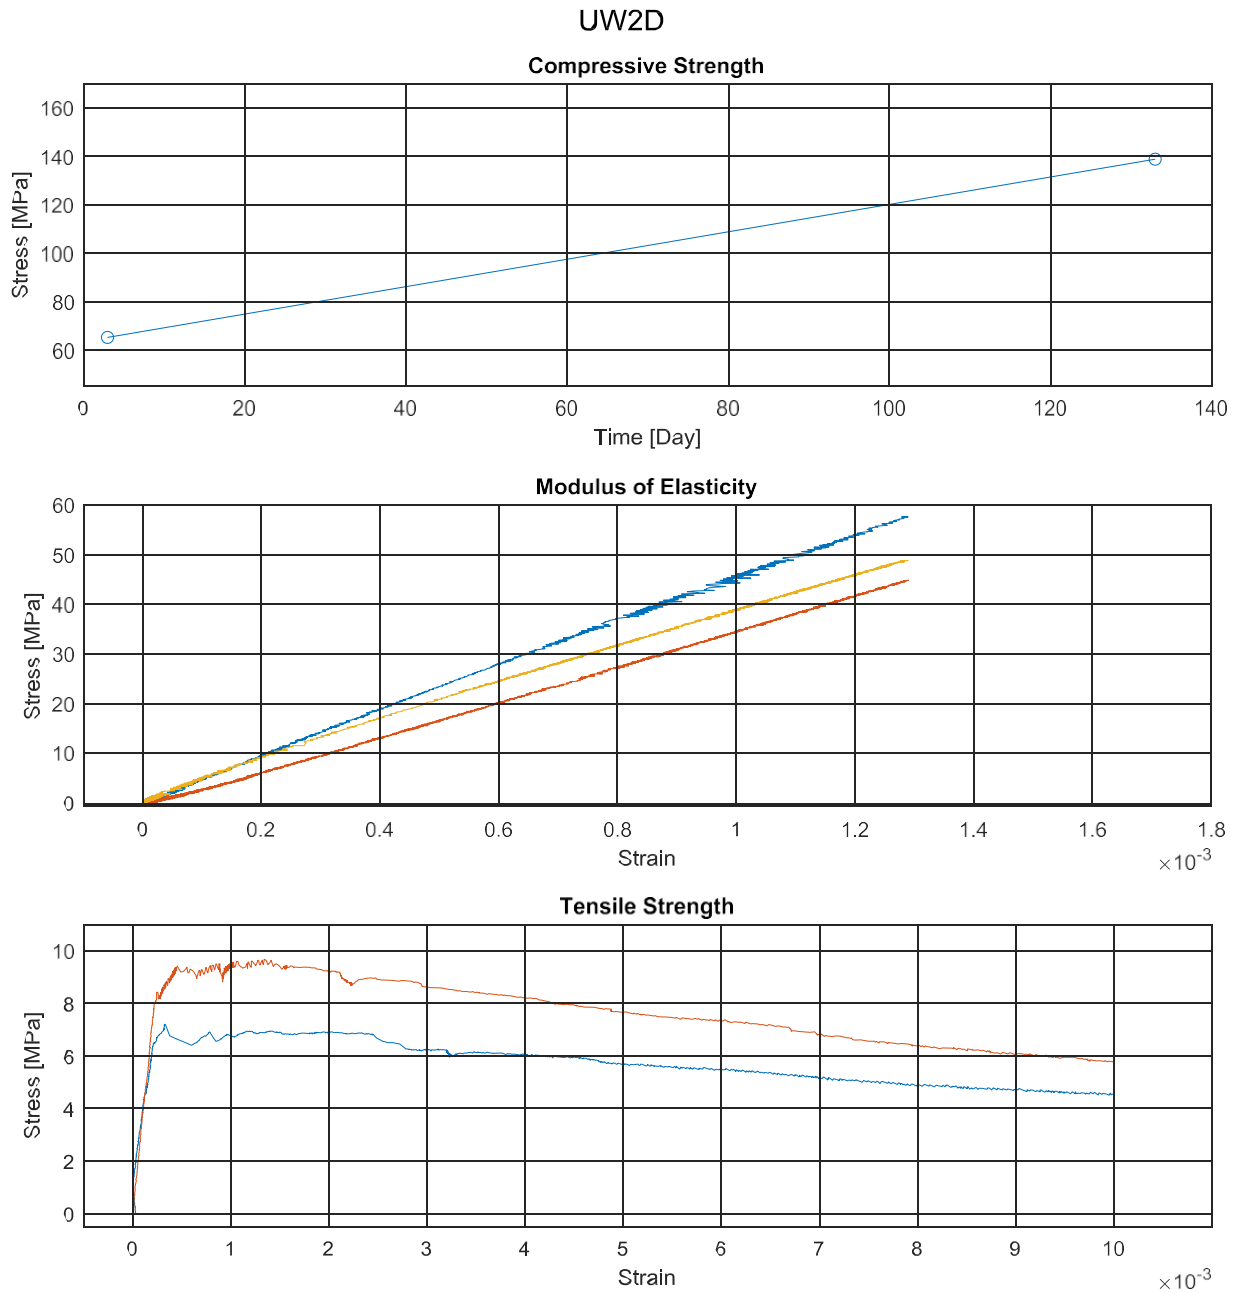 UW2D
Compressive Strength
160
140
120
100
80
60
Stress [MPa]
0 20 40 60 80 100 120 140
Time [Day]
Modulus of Elasticity
60
50
40
30
20
10
0
Stress [MPa]
0 0.2 0.4 0.6 0.8 1 1.2 1.4 1.6 1.8
Strain
×10-3
Tensile Strength
10
8
6
4
2
0
Stress [MPa]
0 1 2 3 4 5 6 7 8 9 10
Strain
×10-3